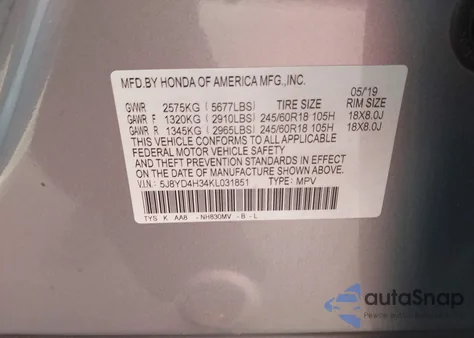 MFD.BY HONDA OF AMERICA MFG.,INC.
05/'19
GVWR 2575KG (5677LBS) TIRE SIZE RIM SIZE
GAWR F 1320KG (2910LBS) 245/60R18 105H 18X8.0J
GAWR R 1345KG (2965LBS) 245/60R18 105H 18X8.0J
THIS VEHICLE CONFORMS TO ALL APPLICABLE
FEDERAL MOTOR VEHICLE SAFETY
AND THEFT PREVENTION STANDARDS IN EFFECT
ON THE DATE OF MANUFACTURE SHOWN ABOVE.
V.I.N.: 5J8YD4H34KL031851 TYPE: MPV
TYS K AA8 - NH830MV - B - L
autaSnap